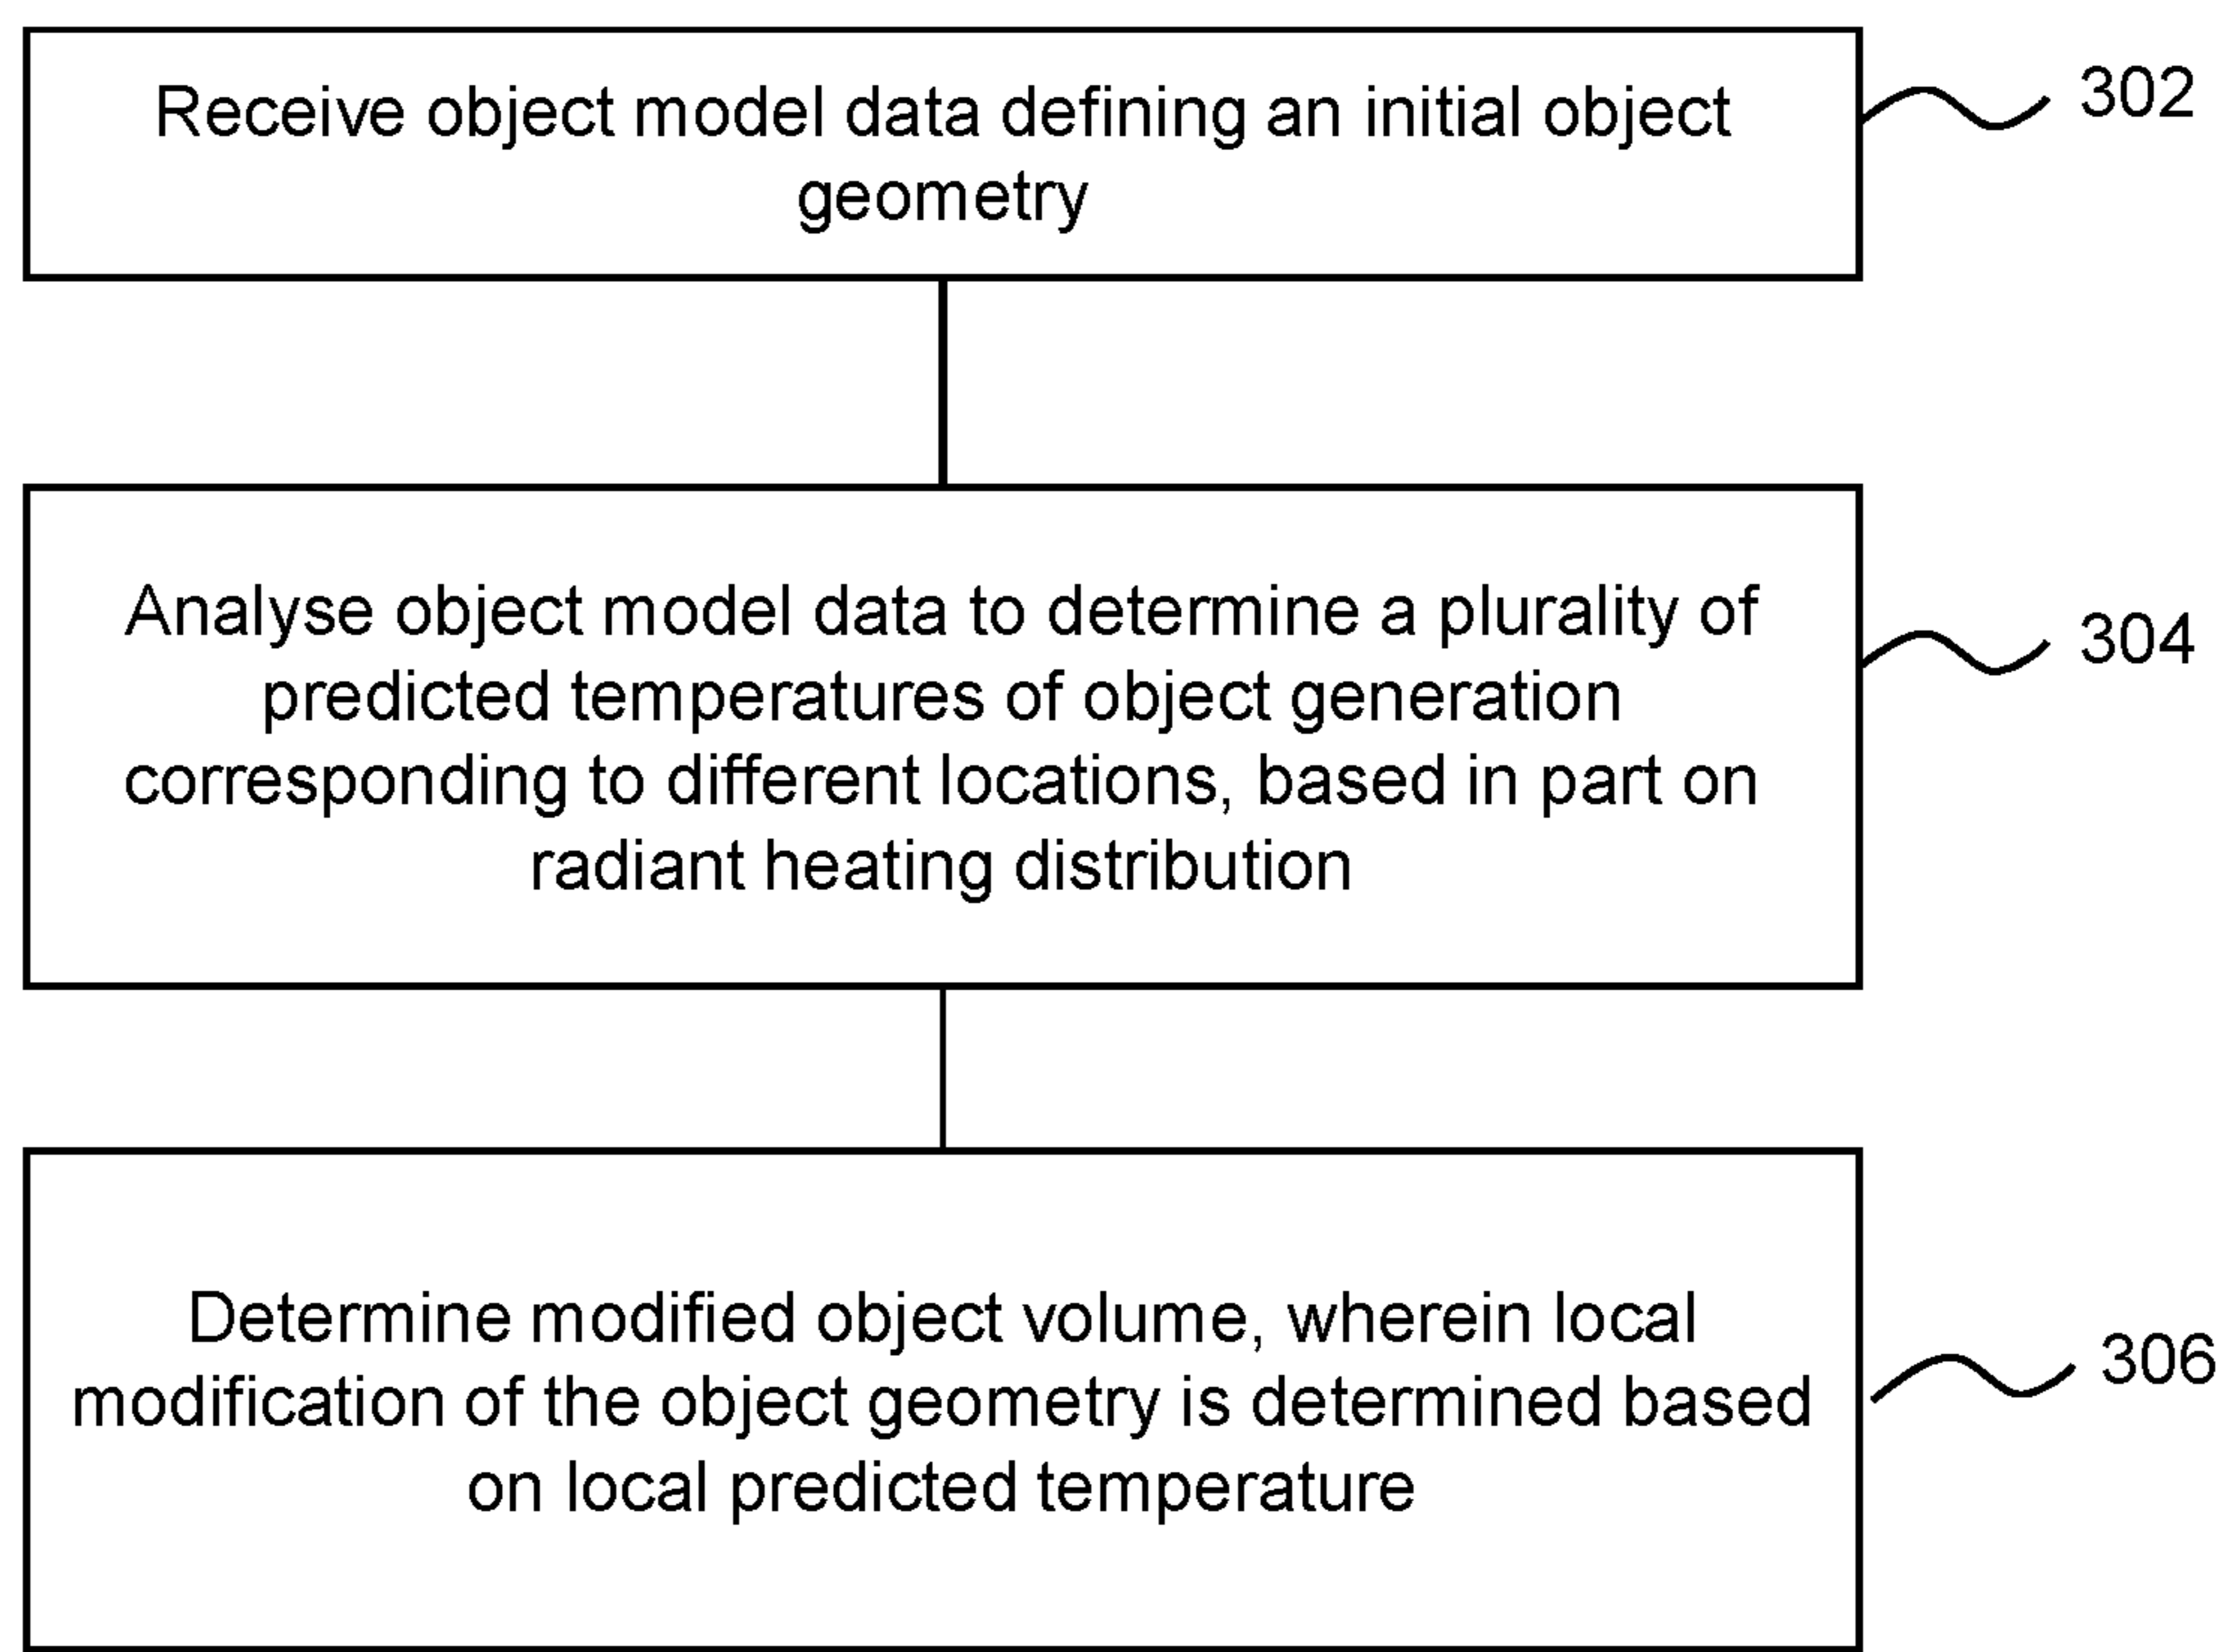 Receive object model data defining an initial object
geometry
302
Analyse object model data to determine a plurality of
predicted temperatures of object generation
corresponding to different locations, based in part on
radiant heating distribution
304
Determine modified object volume, wherein local
modification of the object geometry is determined based
on local predicted temperature
306